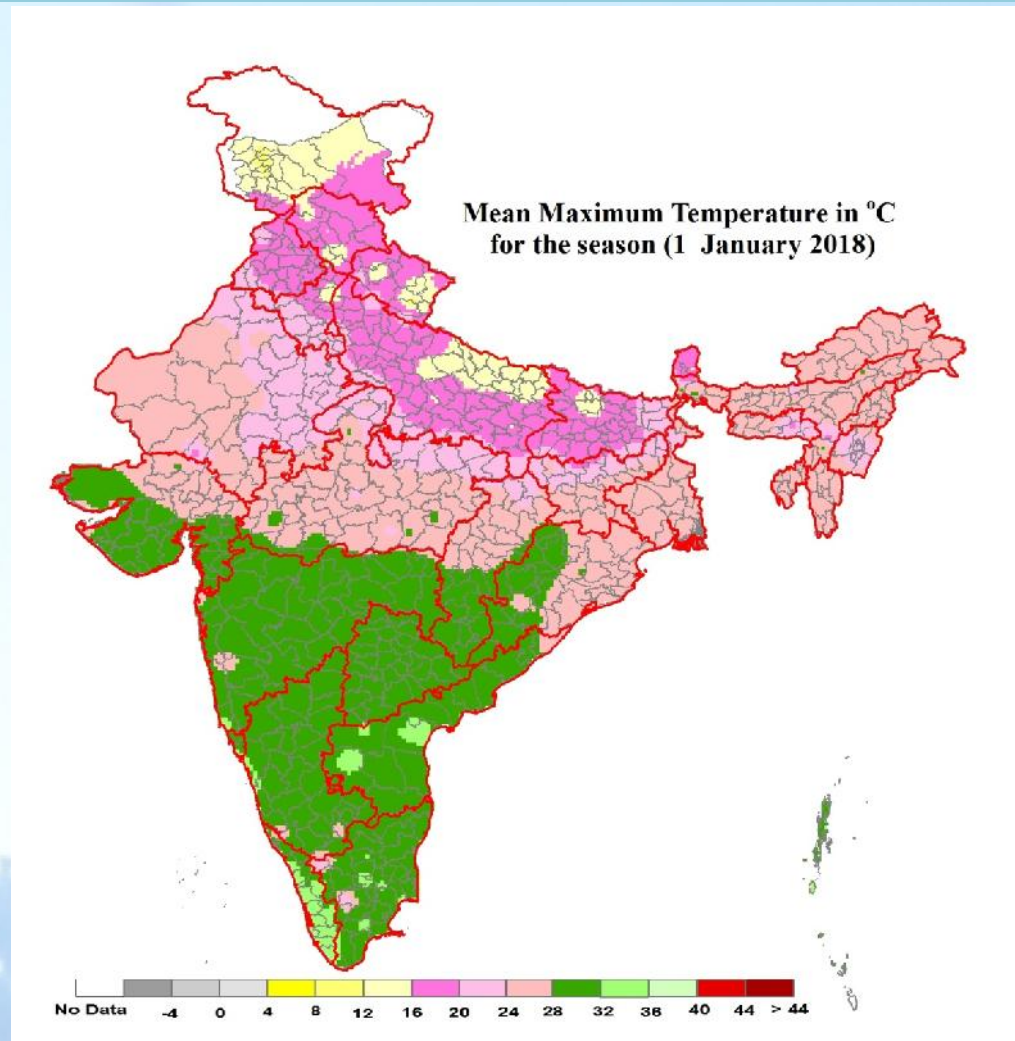 Mean Maximum Temperature in °C
for the season (1 January 2018)
No Data -4 0 4 8 12 16 20 24 28 32 36 40 44 > 44